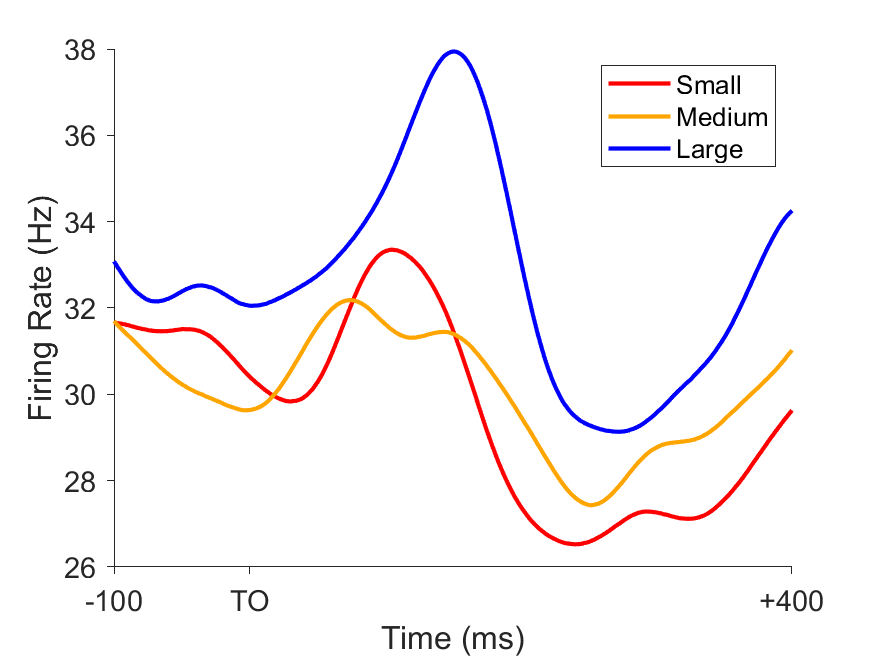 38
36
34
32
30
28
26
Firing Rate (Hz)
Small
Medium
Large
-100
TO
+400
Time (ms)